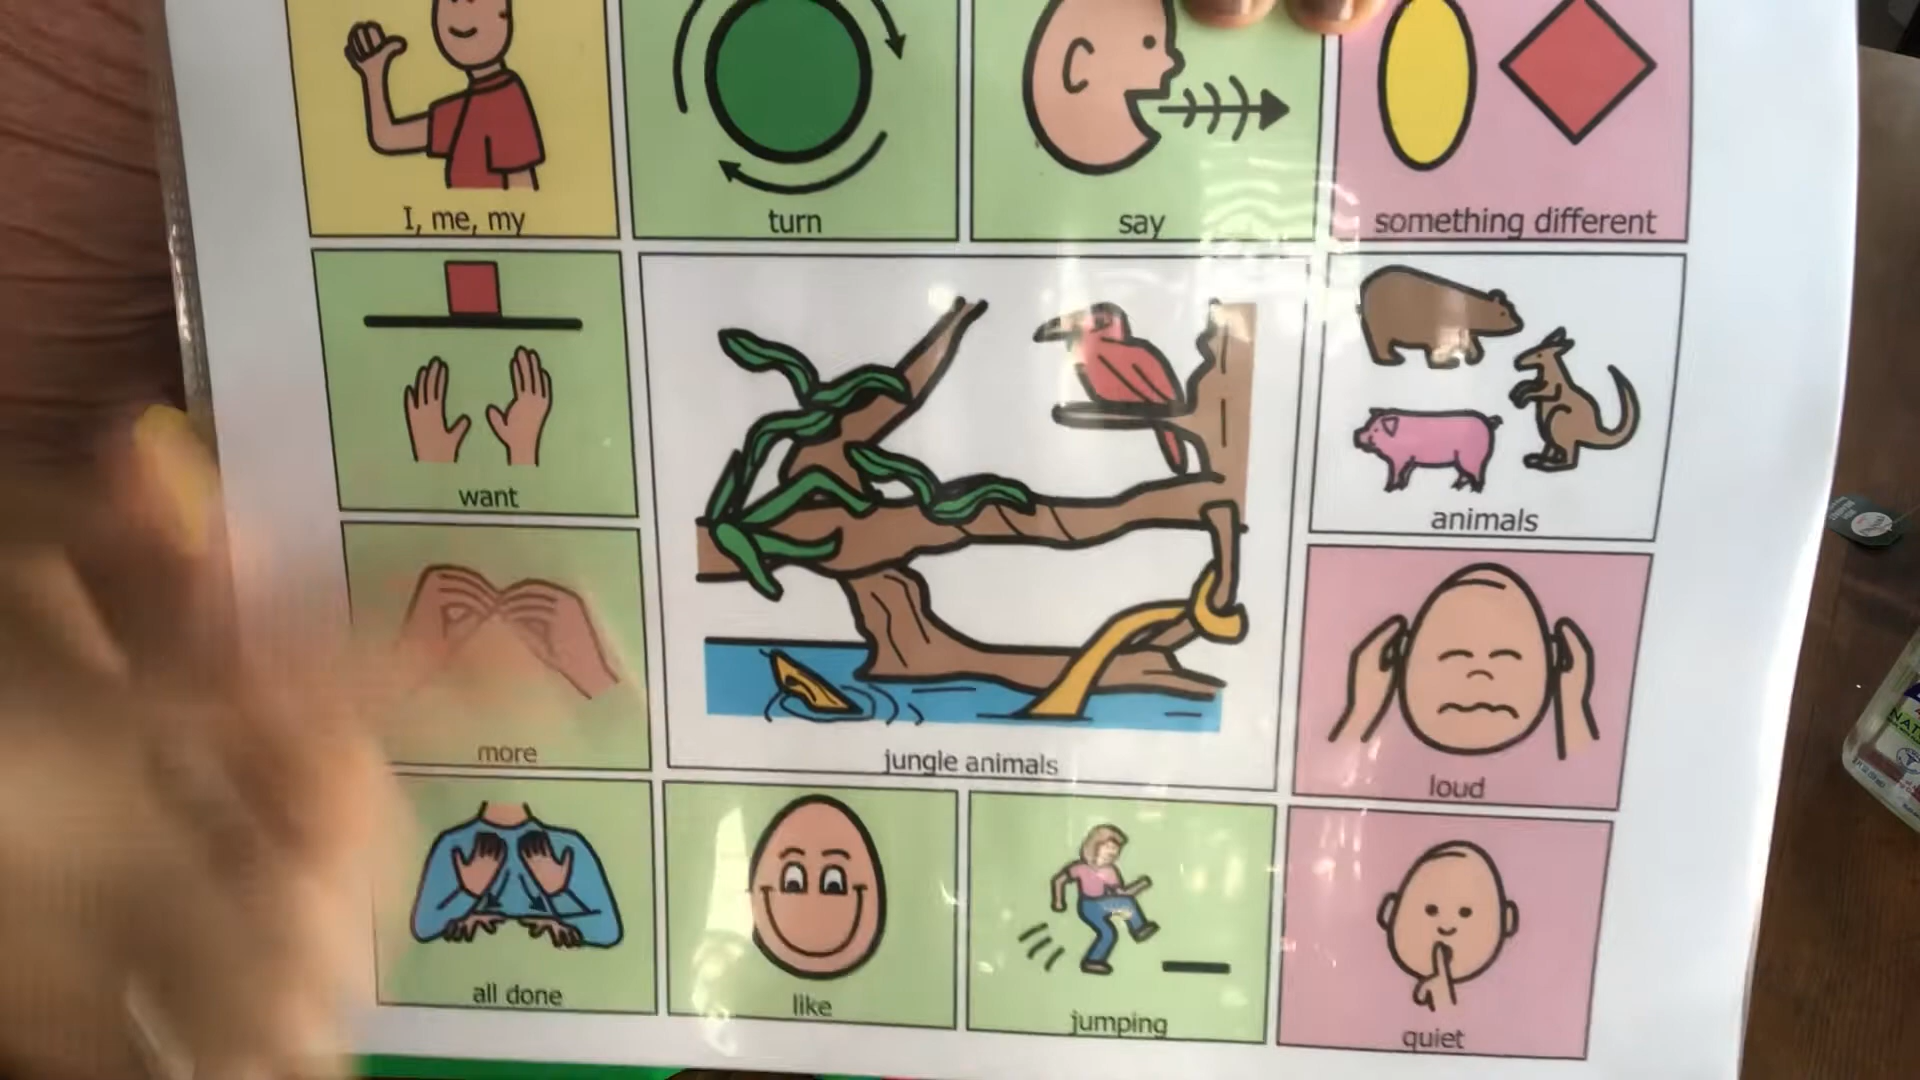 I, me, my
turn
say
something different
want
animals
more
jungle animals
loud
all done
like
jumping
quiet